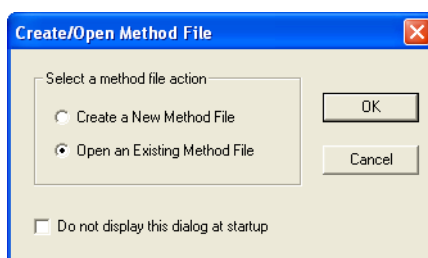 Create/Open Method File
Select a method file action
Create a New Method File
OK
Open an Existing Method File
Cancel
Do not display this dialog at startup